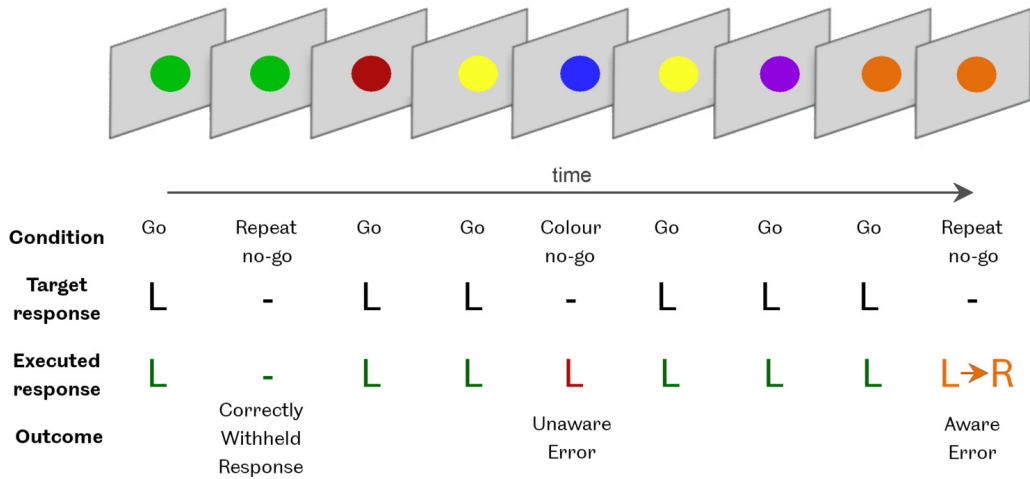 time
Condition
Go
Repeat
no-go
Go
Go
Colour
no-go
Go
Go
Go
Repeat
no-go
Target
response
L - L L - L L L -
Executed
response
L - L L L L L L L→R
Outcome
Correctly
Withheld
Response
Unaware
Error
Aware
Error